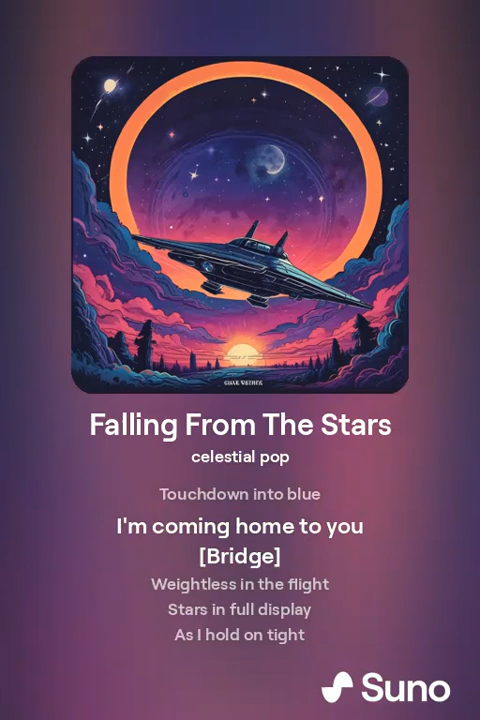 Falling From The Stars
celestial pop
Touchdown into blue
I'm coming home to you
[Bridge]
Weightless in the flight
Stars in full display
As I hold on tight
Suno